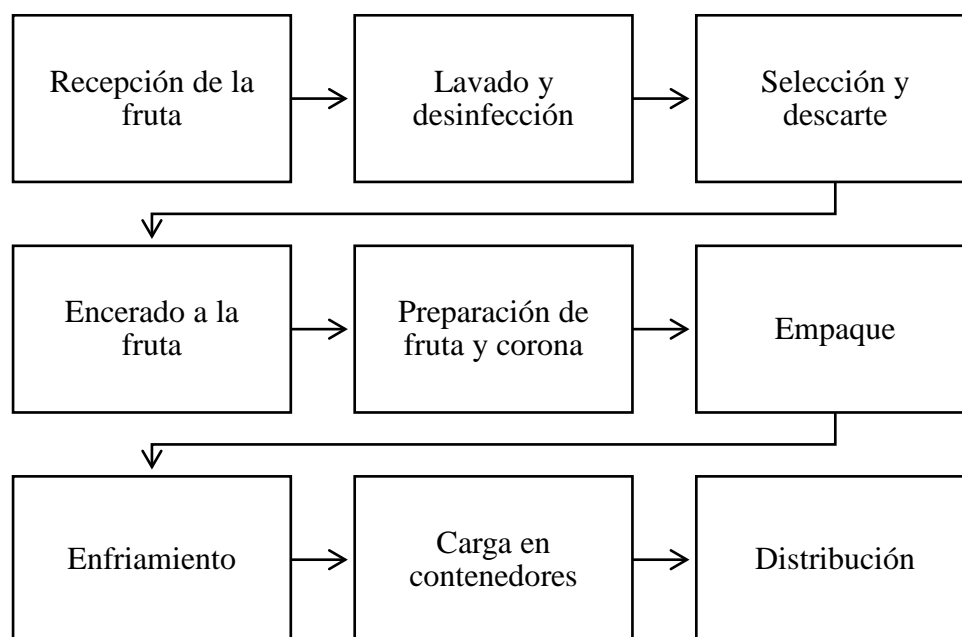 Recepción de la
fruta
Lavado y
desinfección
Selección y
descarte
Encerado a la
fruta
Preparación de
fruta y corona
Empaque
Enfriamiento
Carga en
contenedores
Distribución